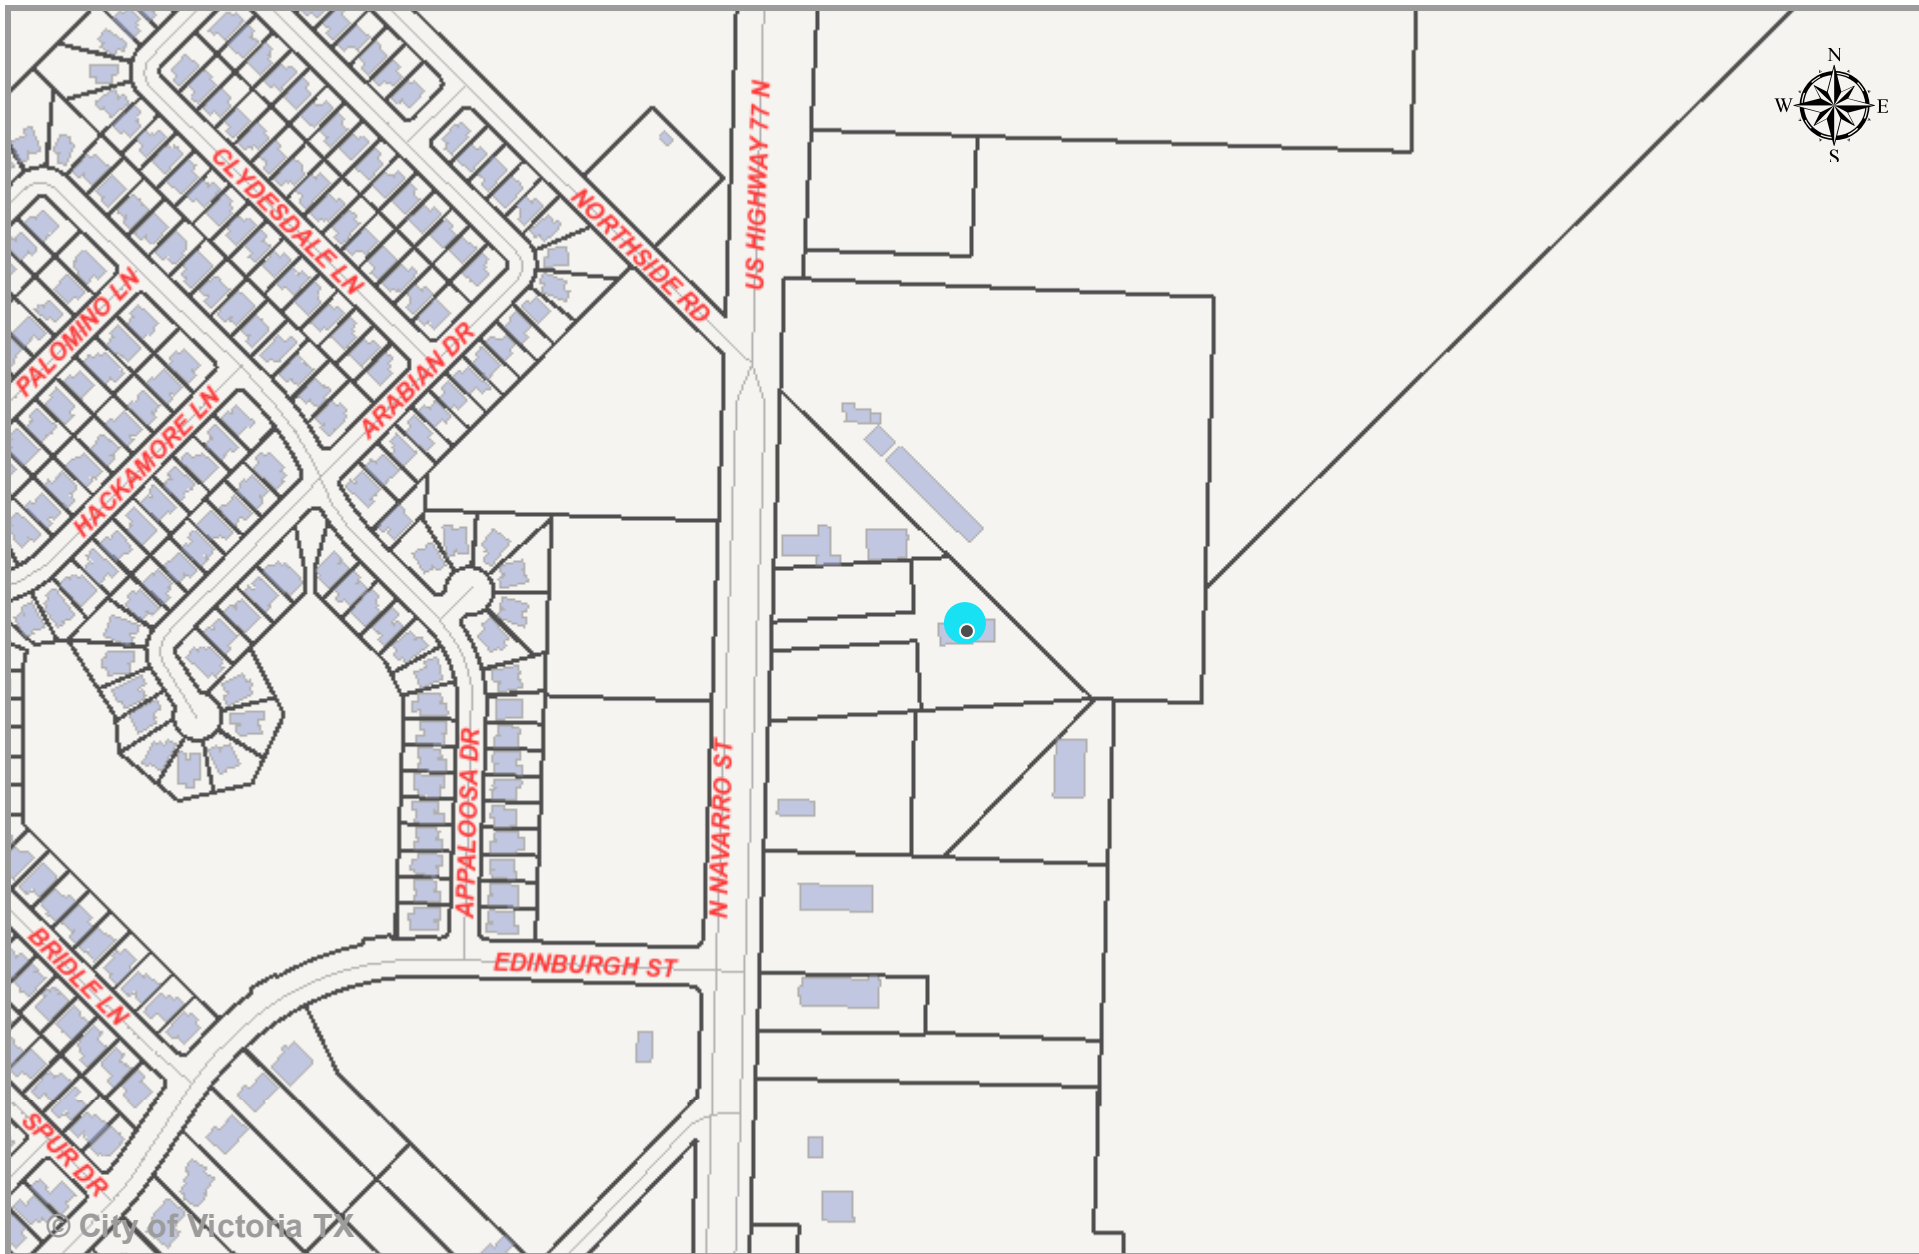 N
W E
S
US HIGHWAY 77 N
CLYDESDALE LN
NORTHSIDE RD
PALOMINO LN
ARABIAN DR
HACKAMORE LN
APPALOOSA DR
N NAVARRO ST
BRIDLE LN
EDINBURGH ST
SPUR DR
© City of Victoria TX